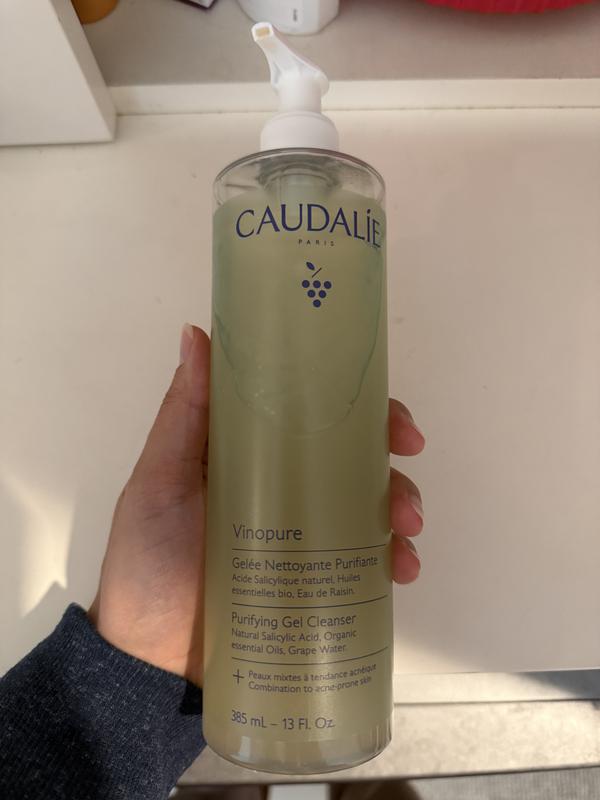 CAUDALÍE
PARIS
Vinopure
Gelée Nettoyante Purifiante
Acide Salicylique naturel, Huiles
essentielles bio, Eau de Raisin.
Purifying Gel Cleanser
Natural Salicylic Acid, Organic
essential Oils, Grape Water.
+ Peaux mixtes à tendance acnéique
Combination to acne-prone skin
385 mL – 13 Fl. Oz.